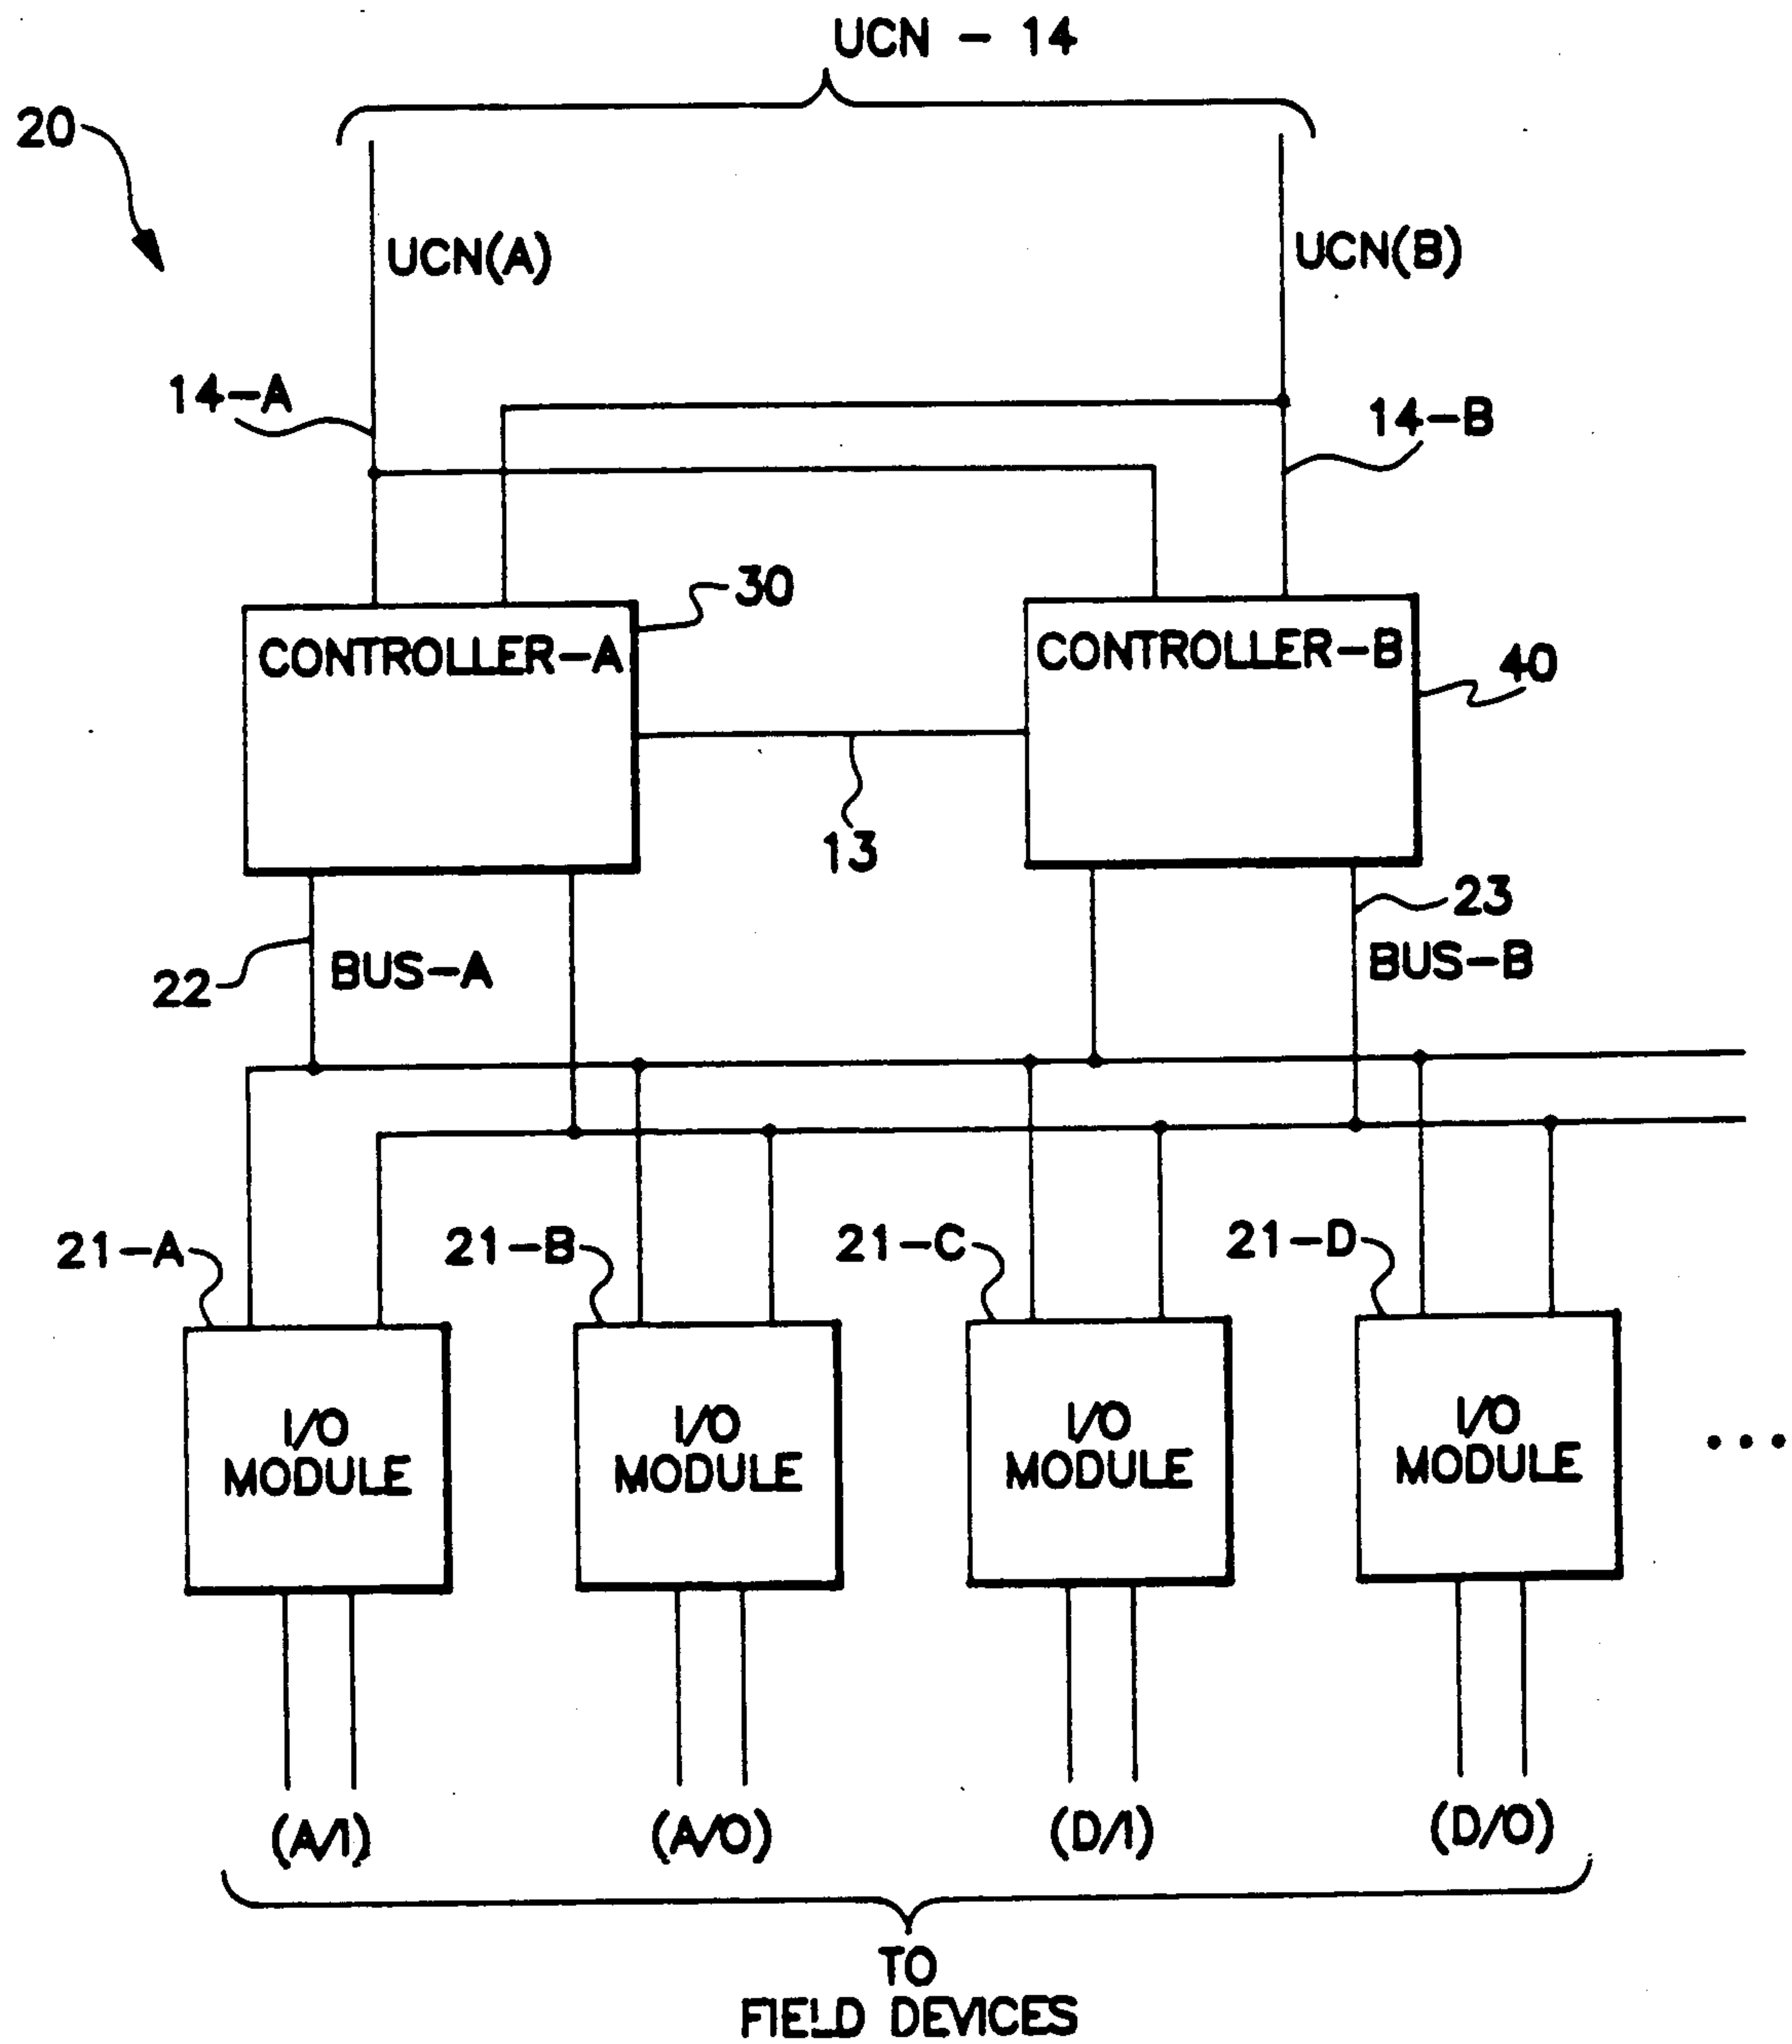 UCN - 14
20
UCN(A)
UCN(B)
14-A
14-B
30
CONTROLLER-A
CONTROLLER-B
40
13
23
22
BUS-A
BUS-B
21-A
21-B
21-C
21-D
I/O
MODULE
I/O
MODULE
I/O
MODULE
I/O
MODULE
(A/I)
(A/O)
(D/I)
(D/O)
TO
FIELD DEVICES